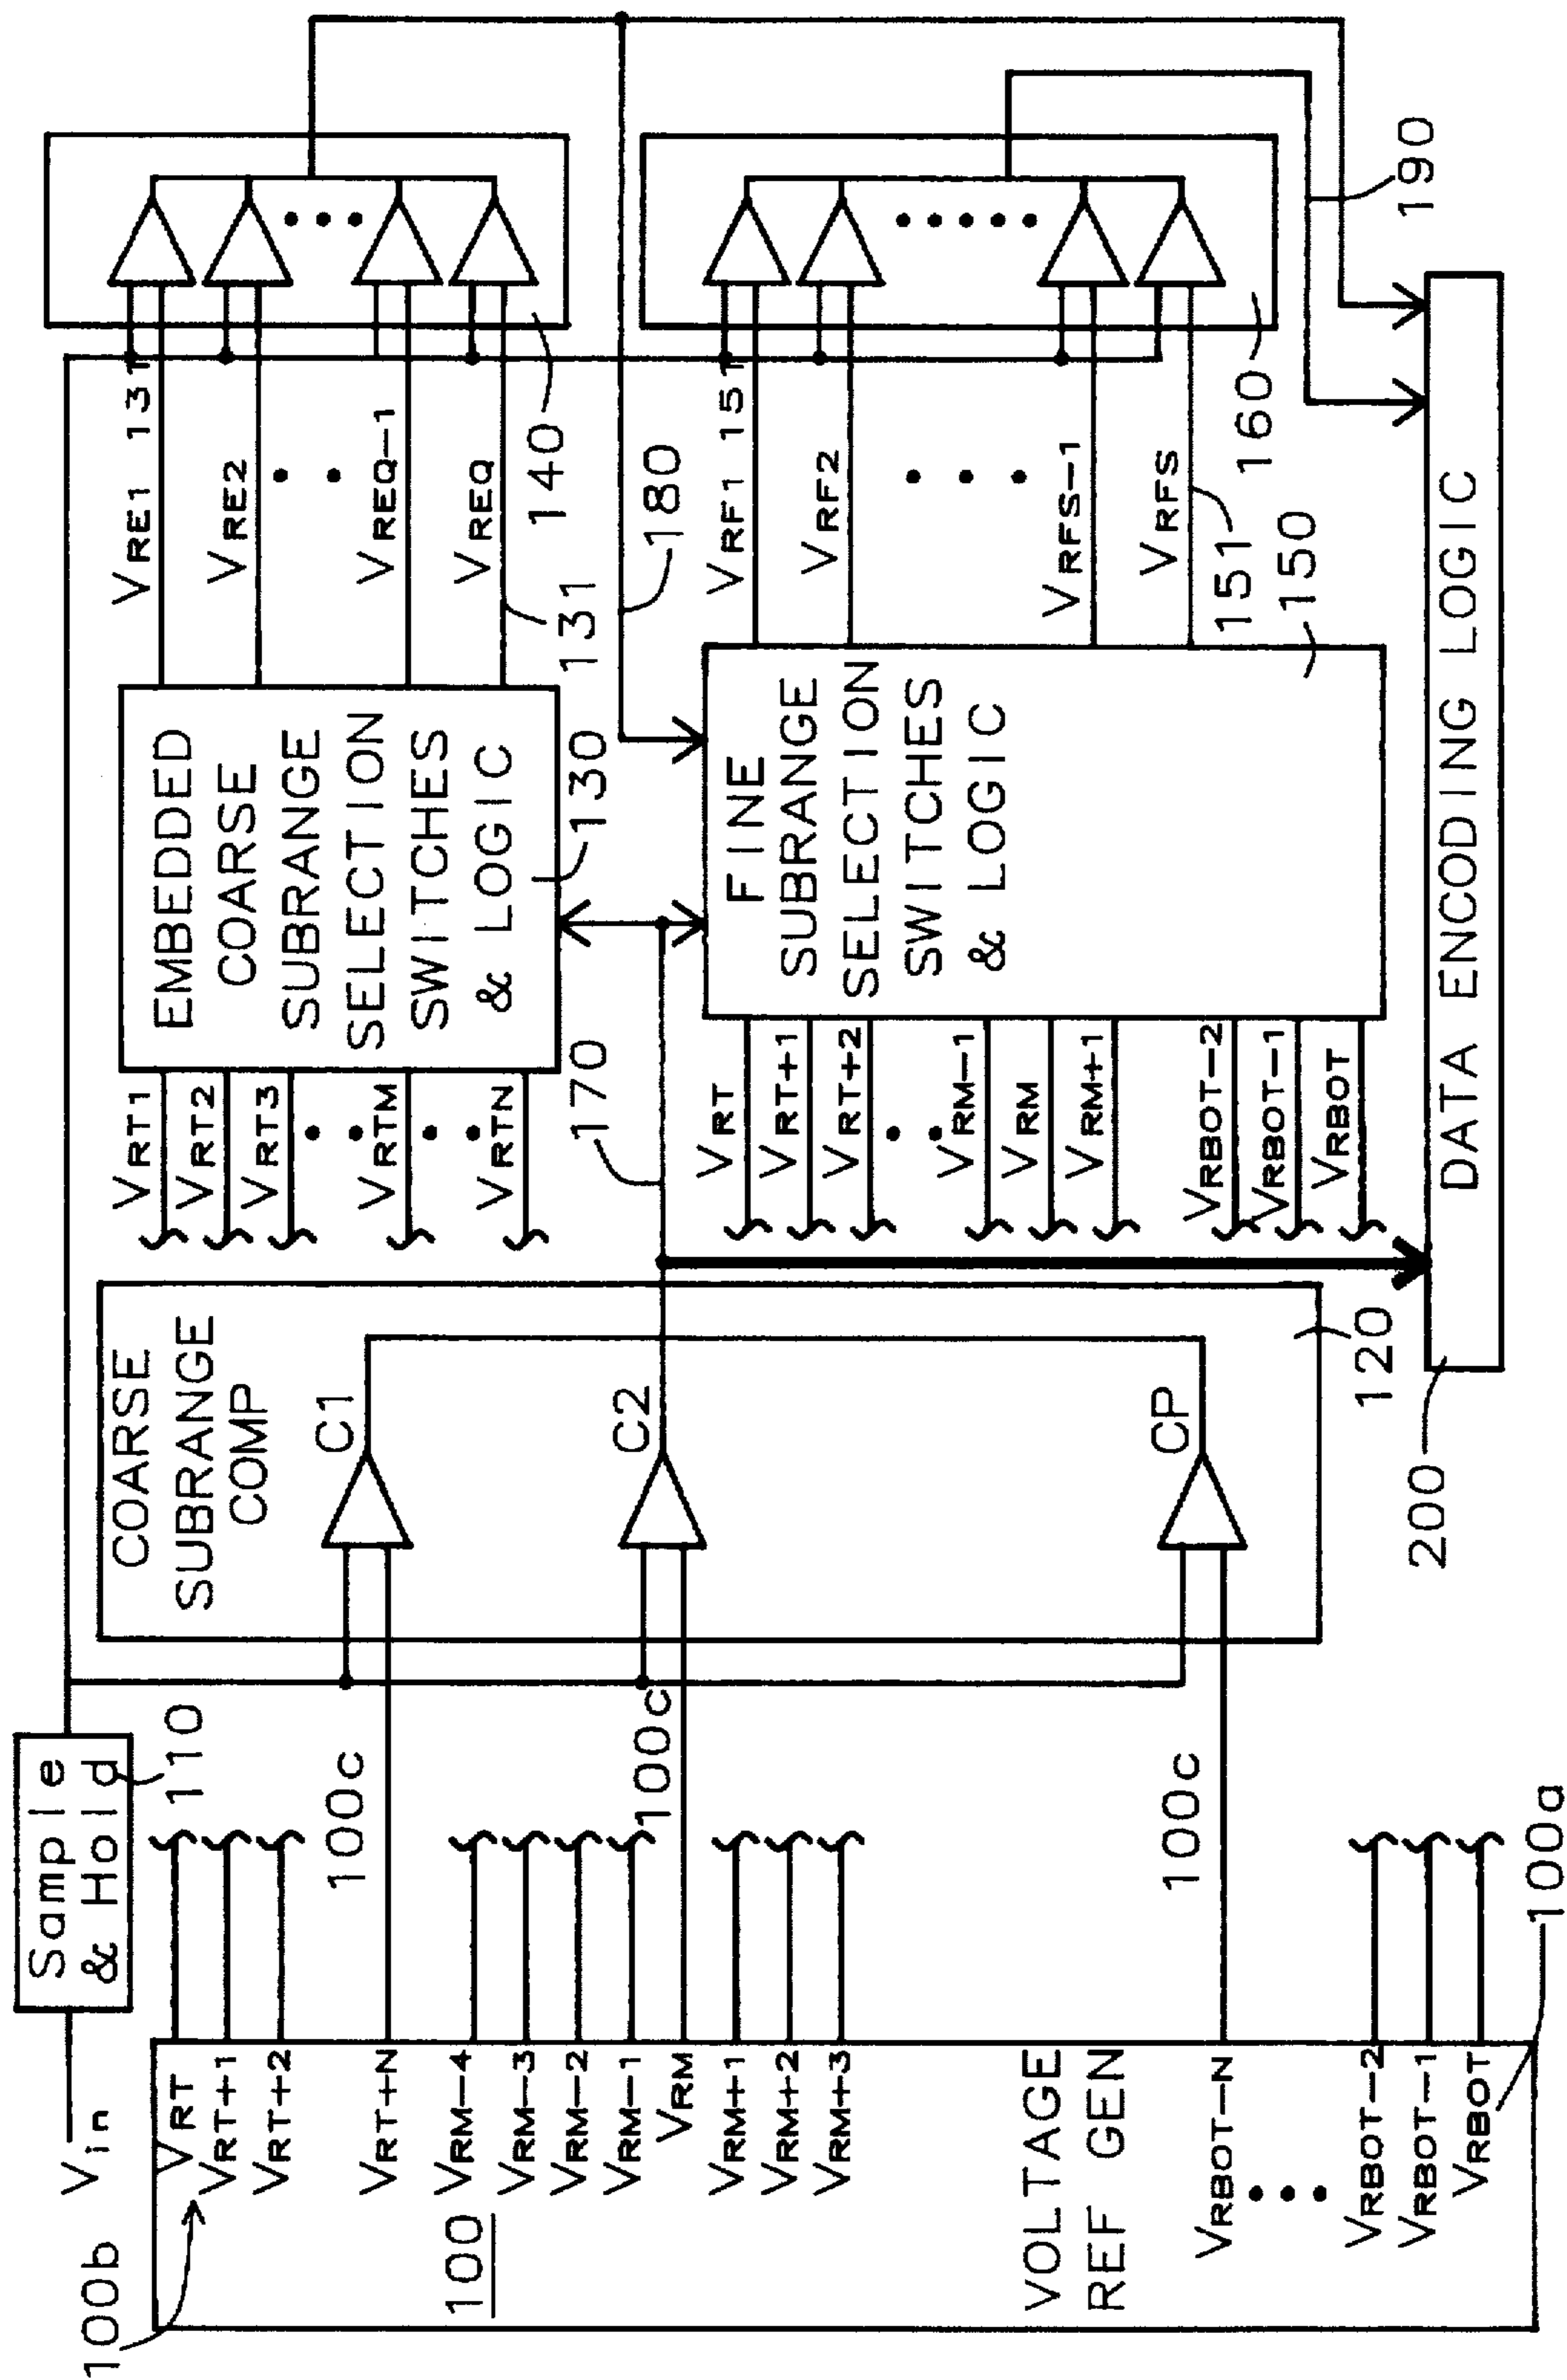 Vin
Sample
& Hold
110
100b
VRT
VRT+1
VRT+2
VRT+N
VRM-4
VRM-3
VRM-2
VRM-1
VRM
VRM+1
VRM+2
VRM+3
100
VOLTAGE
REF GEN
VRBOT-N
VRBOT-2
VRBOT-1
VRBOT
100a
100c
100c
100c
COARSE
SUBRANGE
COMP
C1
C2
CP
120
170
VRT1
VRT2
VRT3
VRTM
VRTN
EMBEDDED
COARSE
SUBRANGE
SELECTION
SWITCHES
& LOGIC
130
VRE1 131
VRE2
VREQ-1
VREQ
131
140
180
VRT
VRT+1
VRT+2
VRM-1
VRM
VRM+1
VRBOT-2
VRBOT-1
VRBOT
FINE
SUBRANGE
SELECTION
SWITCHES
& LOGIC
150
VRF1 151
VRF2
VRFS-1
VRFS
151
160
190
200
DATA ENCODING LOGIC